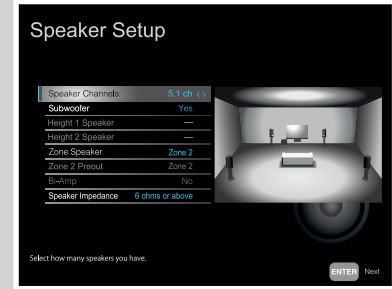 Speaker Setup
Speaker Channels 5.1 ch <>
Subwoofer Yes
Height 1 Speaker —
Height 2 Speaker —
Zone Speaker Zone 2
Zone 2 Preout Zone 2
Bi-Amp No
Speaker Impedance 6 ohms or above
Select how many speakers you have.
ENTER Next